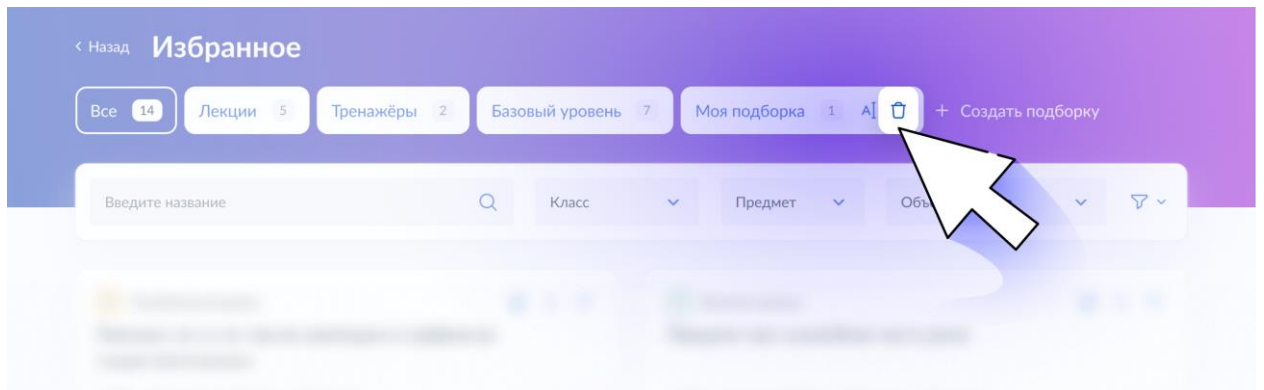 < Назад Избранное
Все 14 Лекции 5 Тренажёры 2 Базовый уровень 7 Моя подборка 1 A + Создать подборку
Введите название Класс Предмет